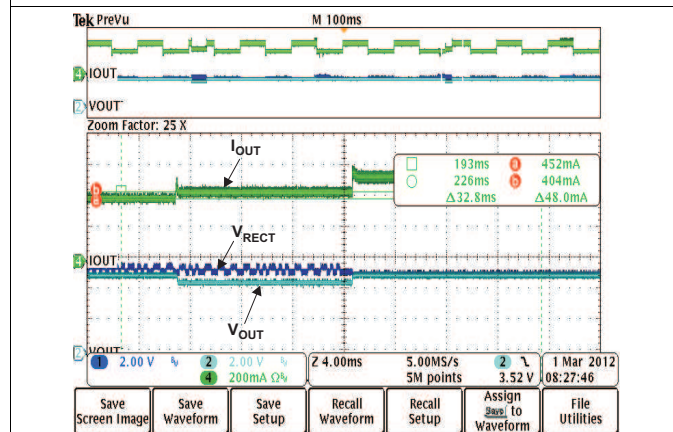 Tek PreVu M 100ms
4 IOUT
2 VOUT
Zoom Factor: 25 X
IOUT
193ms a 452mA
226ms b 404mA
Δ32.8ms Δ48.0mA
b
a
VRECT
4 IOUT
VOUT
2 VOUT
1 2.00 V 2 2.00 V
4 200mA Ω
Z 4.00ms 5.00MS/s 2
5M points 3.52 V
1 Mar 2012
08:27:46
Save
Screen Image
Save
Waveform
Save
Setup
Recall
Waveform
Recall
Setup
Assign
Save to
Waveform
File
Utilities